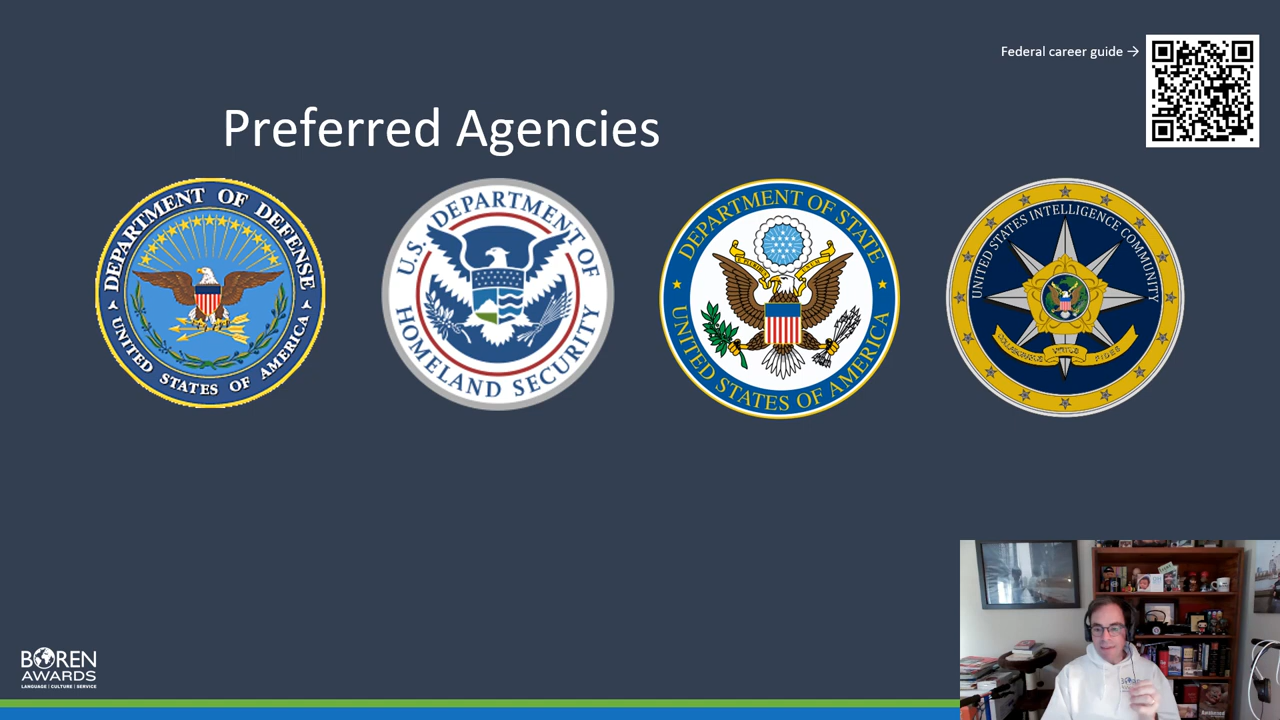 Federal career guide →
Preferred Agencies
DEPARTMENT OF DEFENSE
UNITED STATES OF AMERICA
U.S. DEPARTMENT OF
HOMELAND SECURITY
DEPARTMENT OF STATE
UNITED STATES OF AMERICA
UNITED STATES INTELLIGENCE COMMUNITY
VIRTUS
BOREN
AWARDS
LANGUAGE | CULTURE | SERVICE